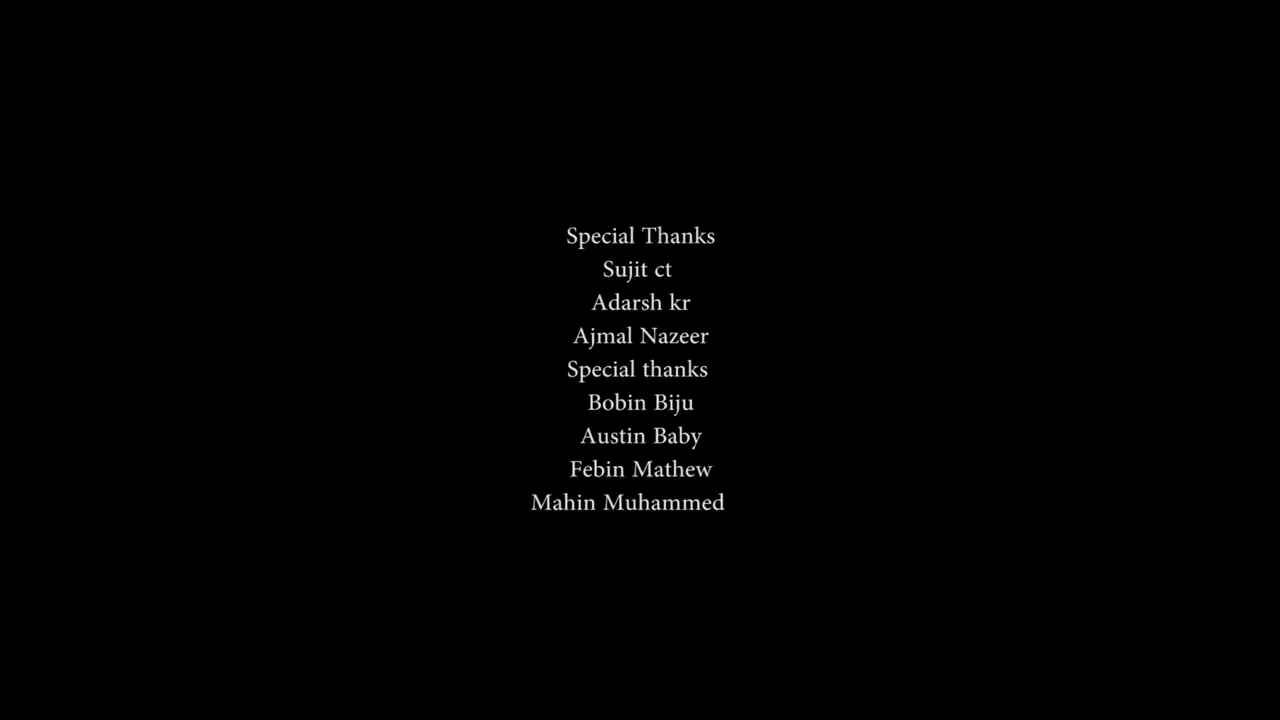 Special Thanks
Sujit ct
Adarsh kr
Ajmal Nazeer
Special thanks
Bobin Biju
Austin Baby
Febin Mathew
Mahin Muhammed